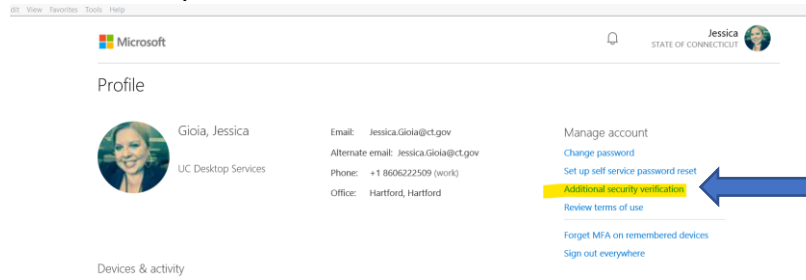 dit View Favorites Tools Help
Microsoft
Jessica
STATE OF CONNECTICUT
Profile
Gioia, Jessica
UC Desktop Services
Email: Jessica.Gioia@ct.gov
Alternate email: Jessica.Gioia@ct.gov
Phone: +1 8606222509 (work)
Office: Hartford, Hartford
Manage account
Change password
Set up self service password reset
Additional security verification
Review terms of use
Forget MFA on remembered devices
Sign out everywhere
Devices & activity